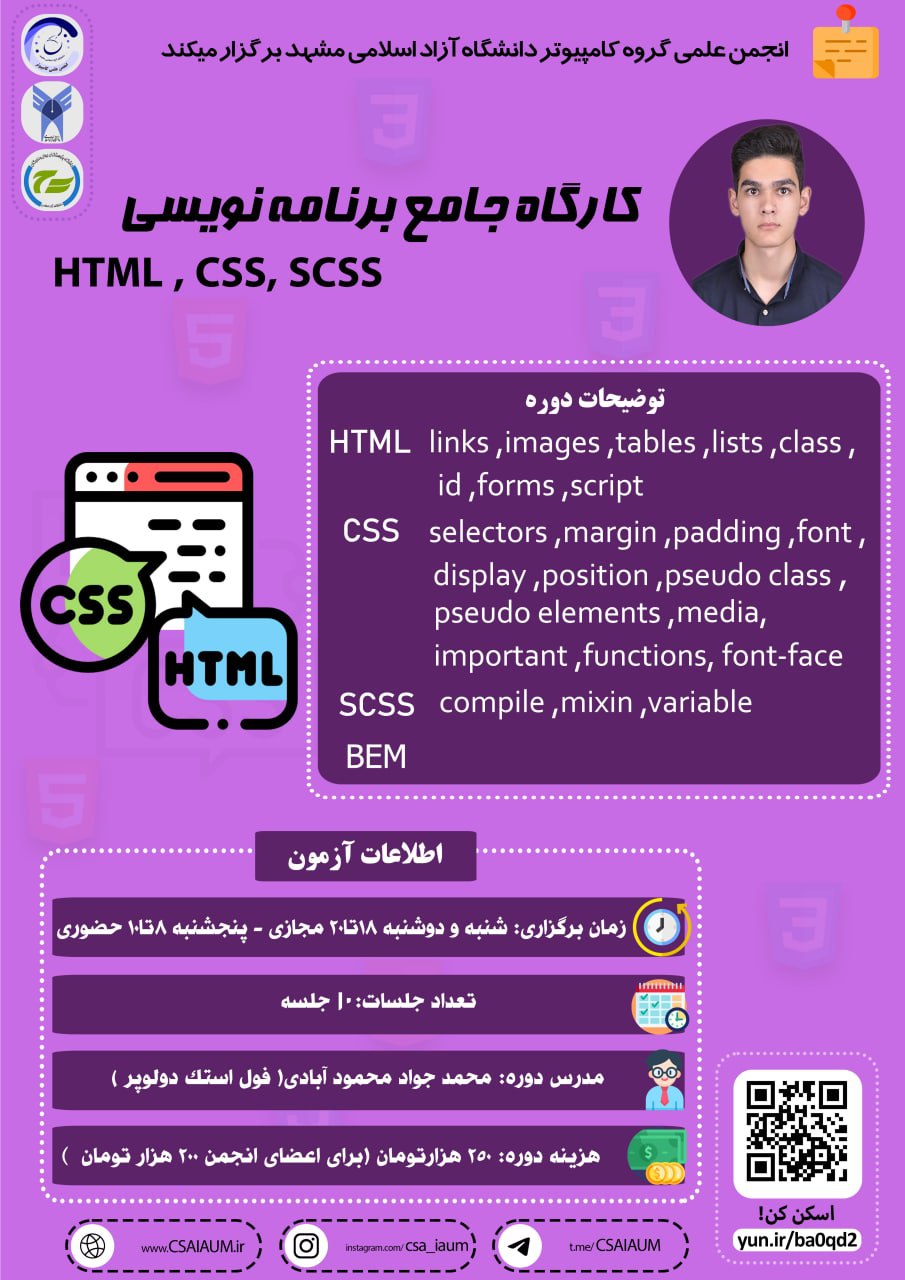 انجمن علمی گروه کامپیوتر دانشگاه آزاد اسلامی مشهد برگزار میکند
کارگاه جامع برنامه نویسی
HTML , CSS, SCSS
توضیحات دوره
HTML links ,images ,tables ,lists ,class ,
id ,forms ,script
CSS selectors ,margin ,padding ,font ,
display ,position ,pseudo class ,
pseudo elements ,media,
important ,functions, font-face
SCSS compile ,mixin ,variable
BEM
CSS
HTML
اطلاعات آزمون
زمان برگزاری: شنبه و دوشنبه ۱۸تا۲۰ مجازی - پنجشنبه ۸تا۱۰ حضوری
تعداد جلسات: ۱۰ جلسه
مدرس دوره: محمد جواد محمود آبادی( فول استک دولوپر )
هزینه دوره: ۲۵۰ هزارتومان (برای اعضای انجمن ۲۰۰ هزار تومان )
اسکن کن!
yun.ir/ba0qd2
www.CSAIAUM.ir
instagram.com/csa_iaum
t.me/CSAIAUM